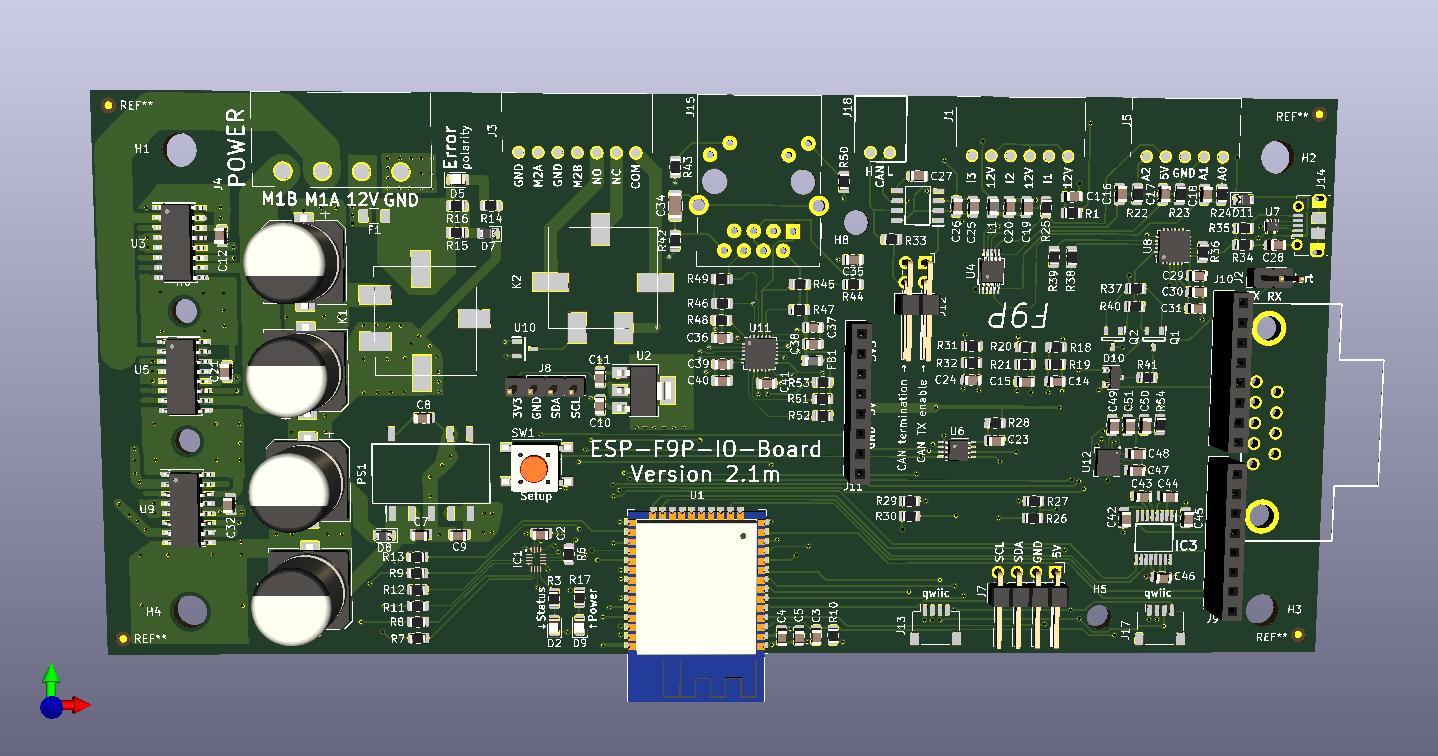 REF**
POWER
J4
Error
polarity
J3
J15
J18
J1
J5
REF**
H1
H2
GND
M2A
GND
M2B
NO
NC
COM
R43
R50
H L
CAN
I3
12V
I2
12V
I1
12V
A2
5V
GND
A1
A0
J14
M1B M1A 12V GND
D5
R16
R14
R15
D7
F1
C34
R42
C27
C26
C25
L1
C20
C19
R25
C1
R1
C16
R22
C17
R23
C18
R24
D11
R35
R34
U7
C28
U3
C12
H8
R33
C35
R44
U4
R39
R38
U8
R36
C29
C30
C31
J2
J10
RX
K1
K2
R49
R46
R48
C36
C39
C40
R45
R47
C37
C38
FB1
U11
R53
R51
R52
F9P
R37
R40
Q2
Q1
U10
U5
C11
U2
C10
J8
3V3
GND
SDA
SCL
R31
R32
C24
R20
R21
C15
R18
R19
C14
D10
R41
CAN termination →
CAN TX enable →
C8
SW1
Setup
PS1
ESP-F9P-IO-Board
Version 2.1m
U1
J11
GND
U6
R28
C23
C49
C51
C50
R54
U12
C48
C47
C43
C44
C42
C45
IC3
C46
U9
C32
D8
C7
C9
R13
R9
R12
R11
R8
R7
IC1
C2
R6
R3
R17
←Status
↑Power
D2
D9
C4
C5
C3
R10
R29
R30
R27
R26
SCL
SDA
GND
5V
J7
qwiic
J13
H5
qwiic
J17
J9
H4
H3
REF**
REF**